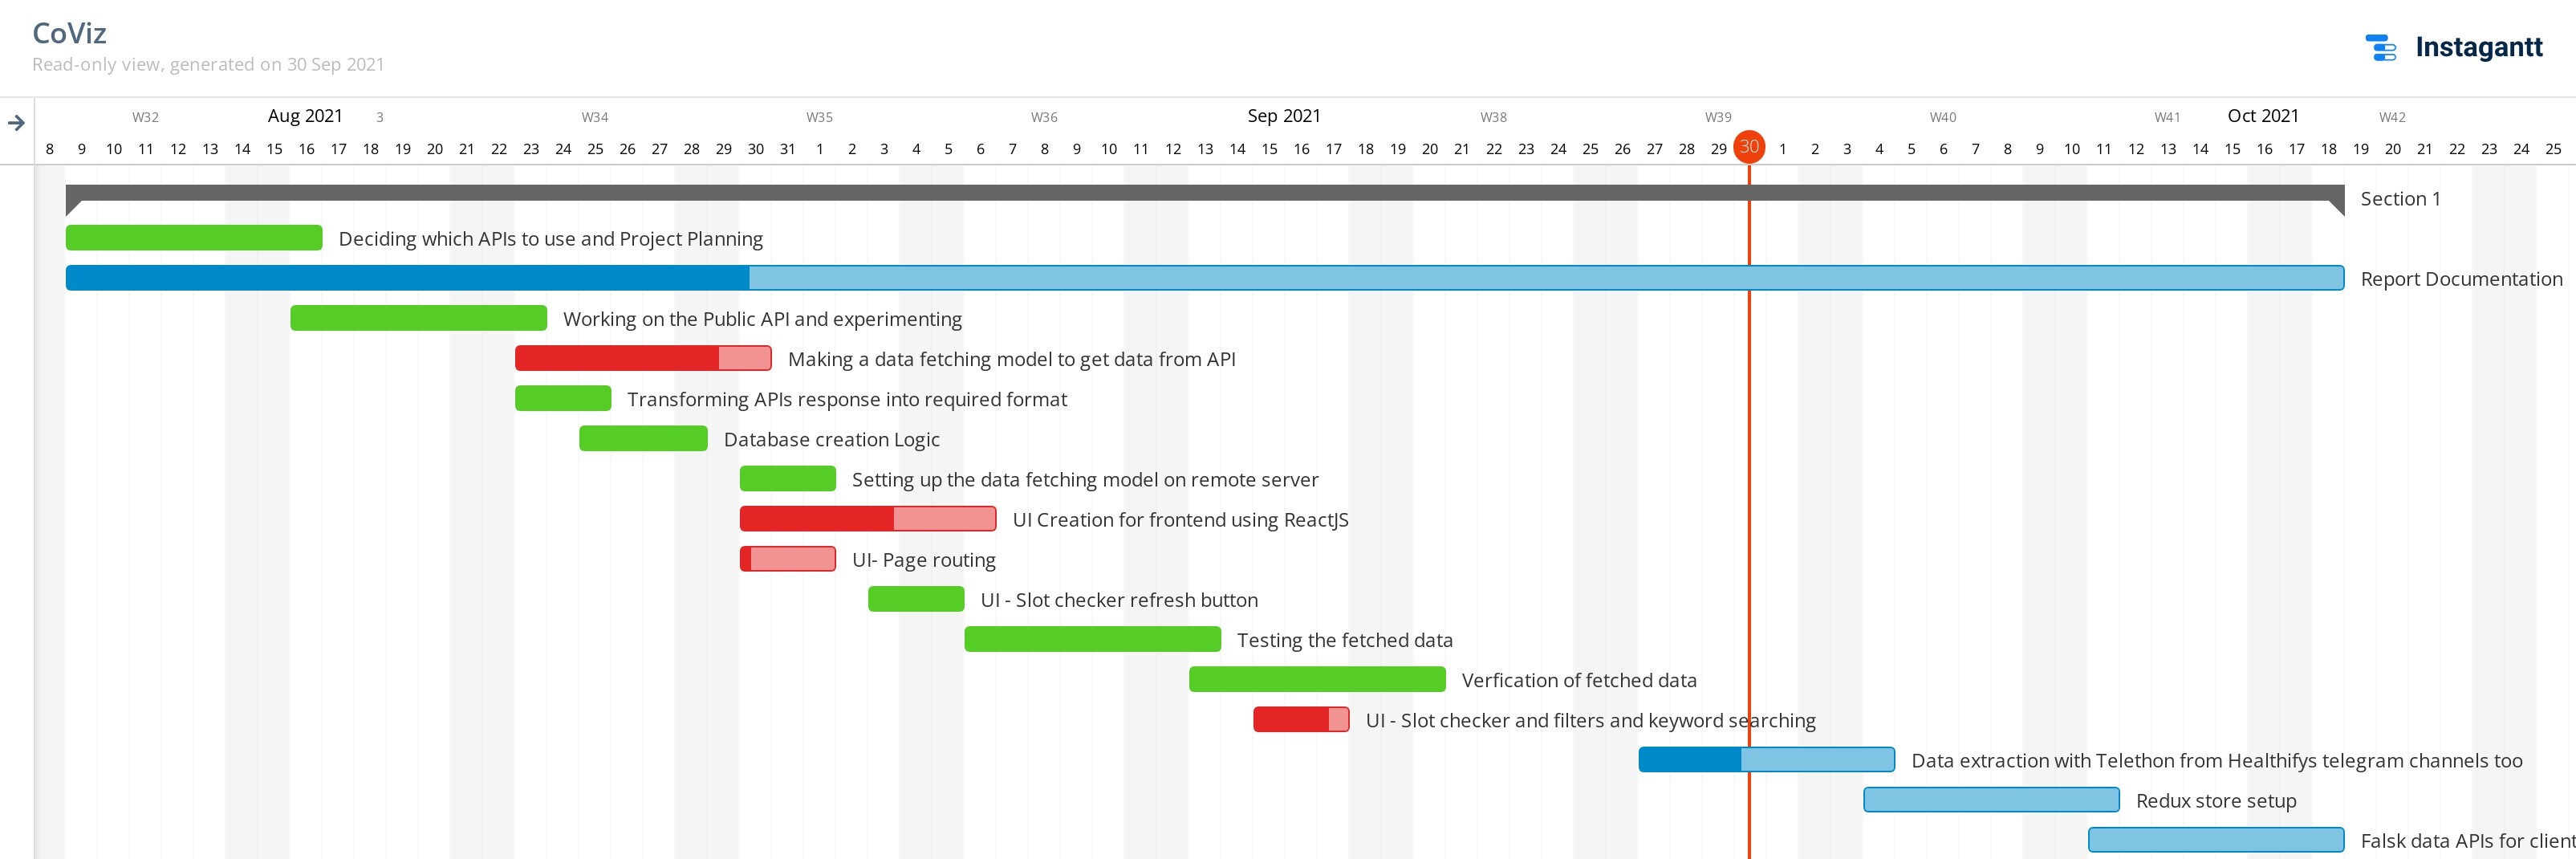 CoViz
Read-only view, generated on 30 Sep 2021
Instagantt
W32 Aug 2021 3 W34 W35 W36 Sep 2021 W38 W39 W40 W41 Oct 2021 W42
8 9 10 11 12 13 14 15 16 17 18 19 20 21 22 23 24 25 26 27 28 29 30 31 1 2 3 4 5 6 7 8 9 10 11 12 13 14 15 16 17 18 19 20 21 22 23 24 25 26 27 28 29 30 1 2 3 4 5 6 7 8 9 10 11 12 13 14 15 16 17 18 19 20 21 22 23 24 25
Section 1
Deciding which APIs to use and Project Planning
Report Documentation
Working on the Public API and experimenting
Making a data fetching model to get data from API
Transforming APIs response into required format
Database creation Logic
Setting up the data fetching model on remote server
UI Creation for frontend using ReactJS
UI- Page routing
UI - Slot checker refresh button
Testing the fetched data
Verfication of fetched data
UI - Slot checker and filters and keyword searching
Data extraction with Telethon from Healthifys telegram channels too
Redux store setup
Falsk data APIs for client